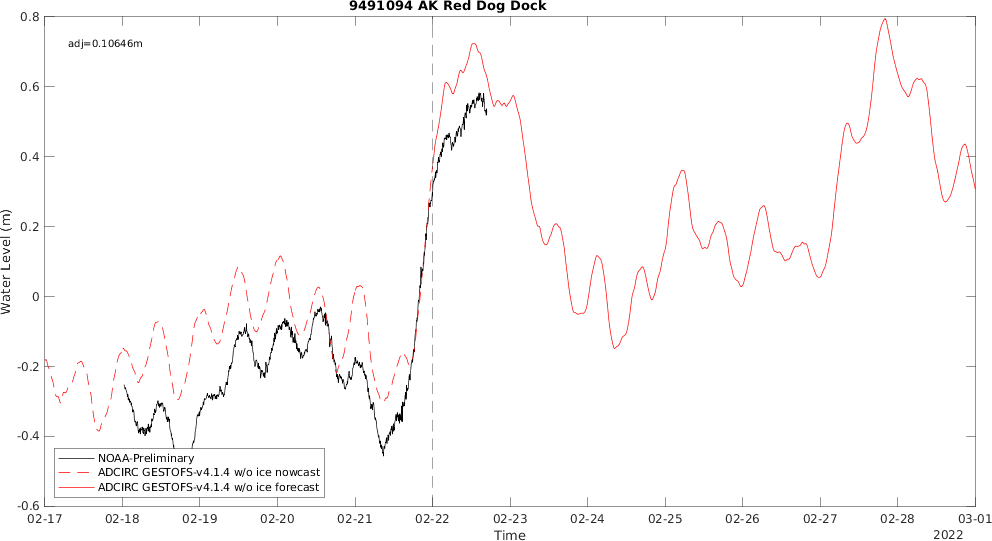 9491094 AK Red Dog Dock
adj=0.10646m
0.8
0.6
0.4
0.2
0
-0.2
-0.4
-0.6
Water Level (m)
NOAA-Preliminary
ADCIRC GESTOFS-v4.1.4 w/o ice nowcast
ADCIRC GESTOFS-v4.1.4 w/o ice forecast
02-17 02-18 02-19 02-20 02-21 02-22 02-23 02-24 02-25 02-26 02-27 02-28 03-01
Time
2022